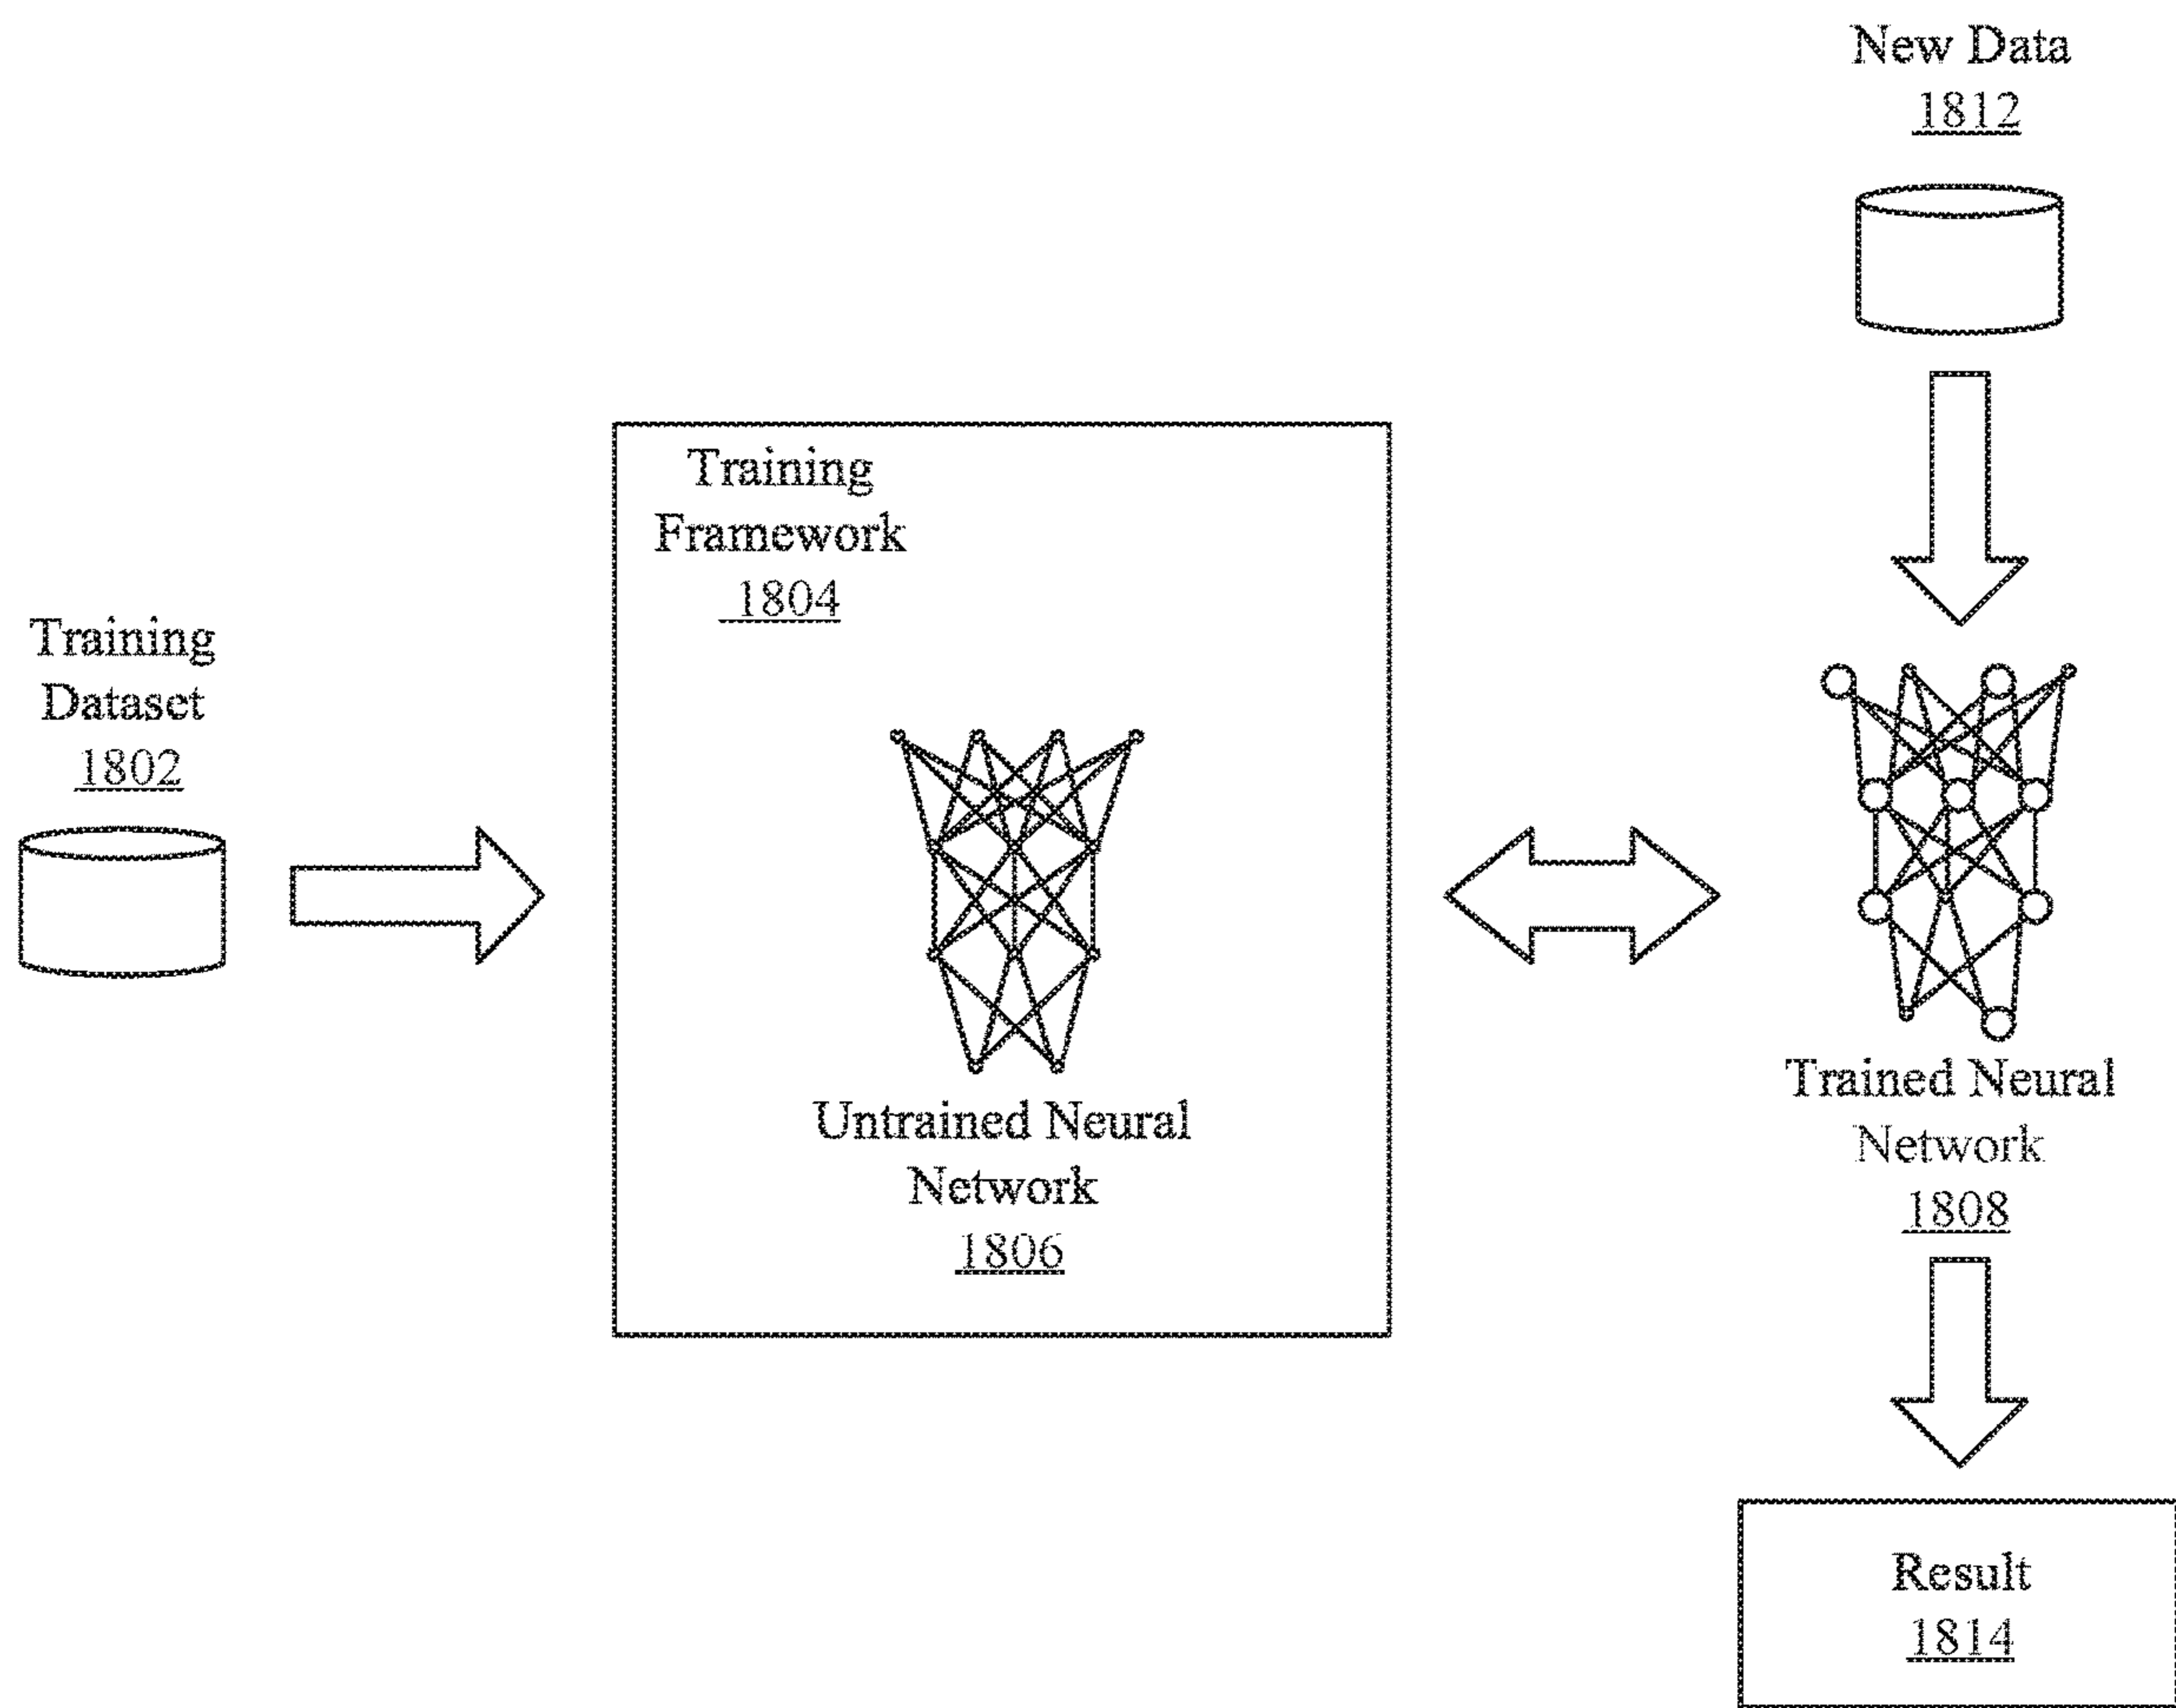 New Data
1812
Training
Framework
1804
Training
Dataset
1802
Untrained Neural
Network
1806
Trained Neural
Network
1808
Result
1814